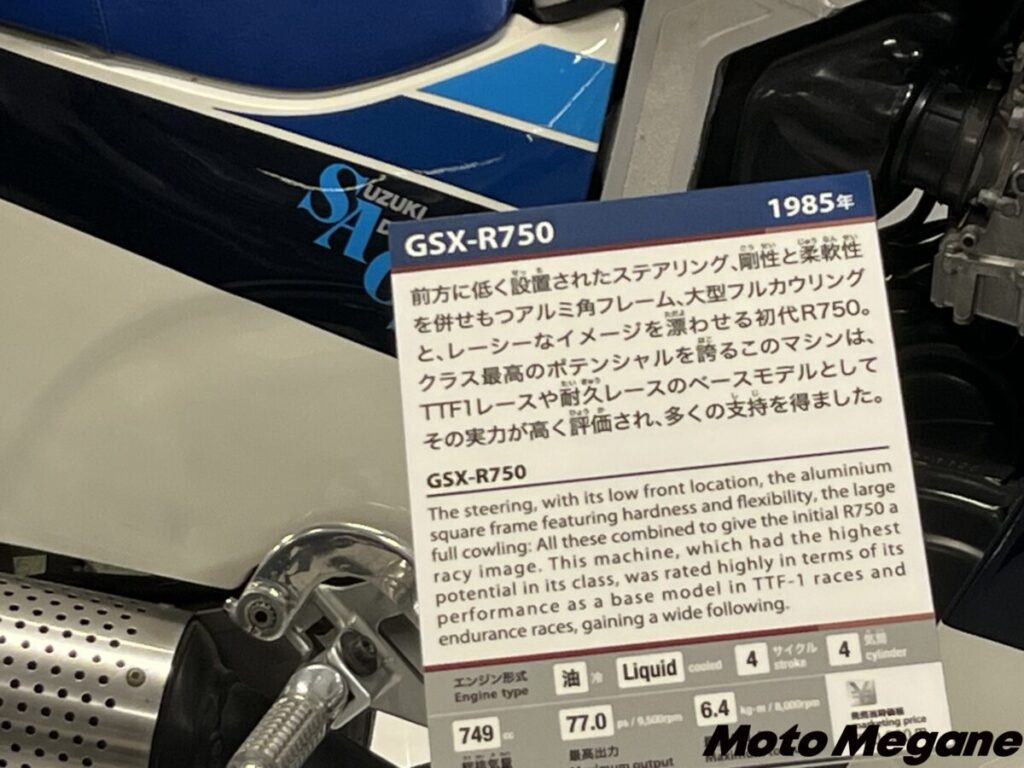 SUZUKI
GSX-R750 1985年
前方に低く設置されたステアリング、剛性と柔軟性
を併せもつアルミ角フレーム、大型フルカウリング
と、レーシーなイメージを漂わせる初代R750。
クラス最高のポテンシャルを誇るこのマシンは、
TTF1レースや耐久レースのベースモデルとして
その実力が高く評価され、多くの支持を得ました。
GSX-R750
The steering, with its low front location, the aluminium
square frame featuring hardness and flexibility, the large
full cowling: All these combined to give the initial R750 a
racy image. This machine, which had the highest
potential in its class, was rated highly in terms of its
performance as a base model in TTF-1 races and
endurance races, gaining a wide following.
エンジン形式 油冷 Liquid cooled 4 サイクル 4 気筒
Engine type stroke cylinder
749 cc 77.0 ps / 9,500rpm 6.4 kg-m / 8,000rpm 発売当時価格
marketing price
最高出力
Maximum output
Moto Megane